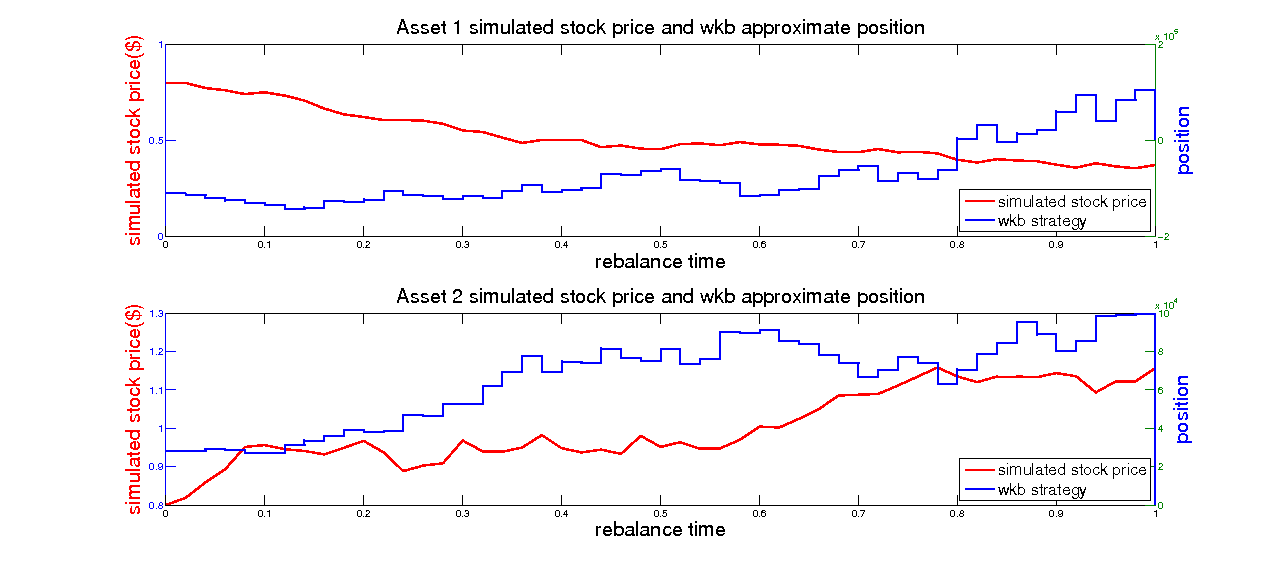 Asset 1 simulated stock price and wkb approximate position
x 10^5
simulated stock price($)
1
0.5
0
2
0
-2
position
simulated stock price
wkb strategy
0 0.1 0.2 0.3 0.4 0.5 0.6 0.7 0.8 0.9 1
rebalance time
Asset 2 simulated stock price and wkb approximate position
x 10^4
simulated stock price($)
1.3
1.2
1.1
1
0.9
0.8
10
8
6
4
2
0
position
simulated stock price
wkb strategy
0 0.1 0.2 0.3 0.4 0.5 0.6 0.7 0.8 0.9 1
rebalance time